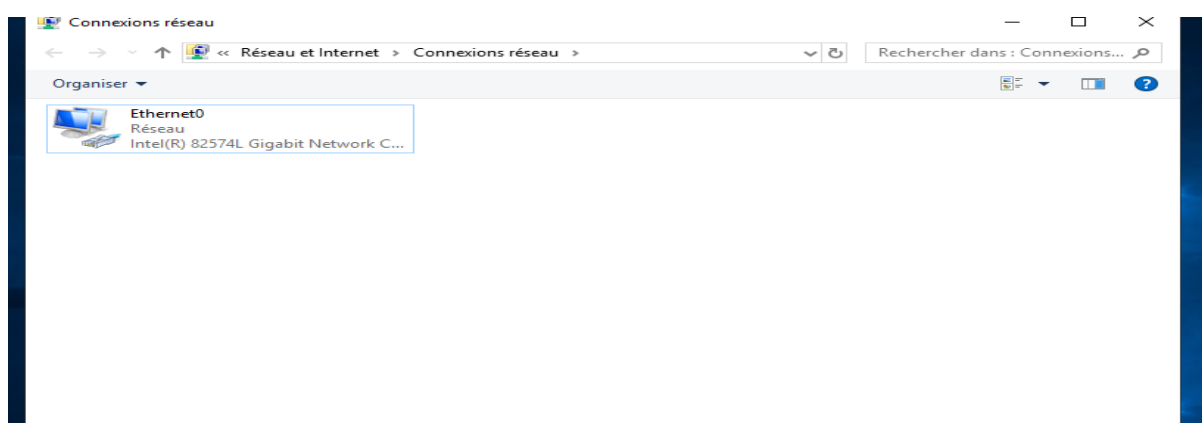 Connexions réseau
« Réseau et Internet > Connexions réseau >
Rechercher dans : Connexions...
Organiser
Ethernet0
Réseau
Intel(R) 82574L Gigabit Network C...